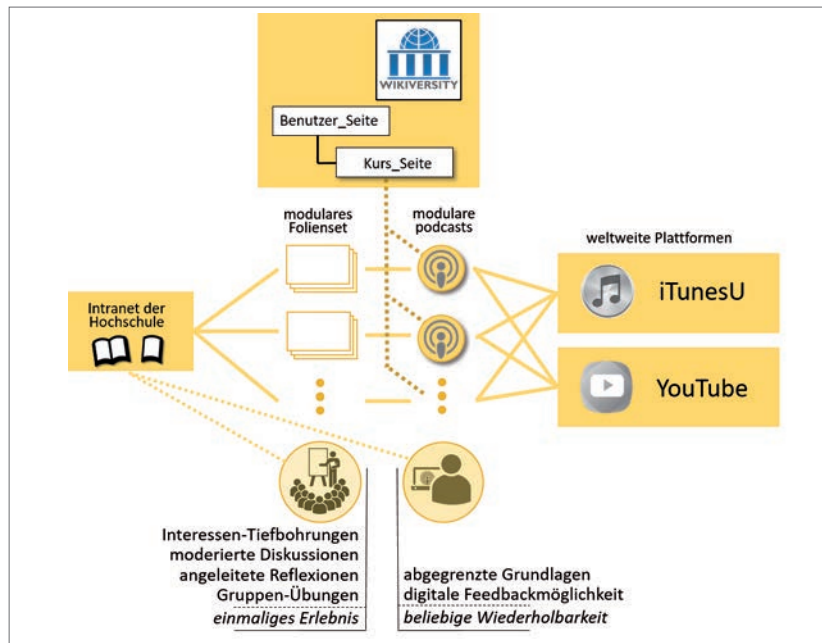 WIKIVERSITY
Benutzer_Seite
Kurs_Seite
modulares
Folienset
modulare
podcasts
weltweite Plattformen
iTunesU
Intranet der
Hochschule
YouTube
Interessen-Tiefbohrungen
moderierte Diskussionen
angeleitete Reflexionen
Gruppen-Übungen
einmaliges Erlebnis
abgegrenzte Grundlagen
digitale Feedbackmöglichkeit
beliebige Wiederholbarkeit